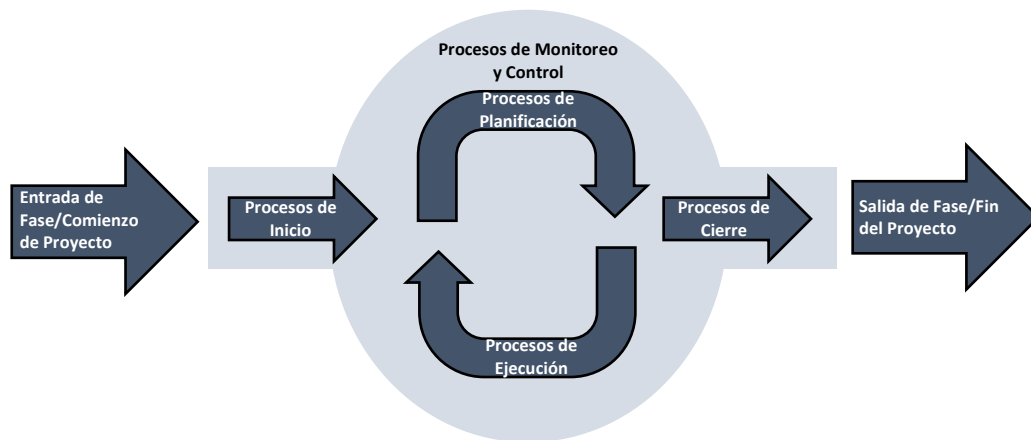 Procesos de Monitoreo
y Control
Procesos de
Planificación
Entrada de
Fase/Comienzo
de Proyecto
Procesos de
Inicio
Procesos de
Cierre
Salida de Fase/Fin
del Proyecto
Procesos de
Ejecución